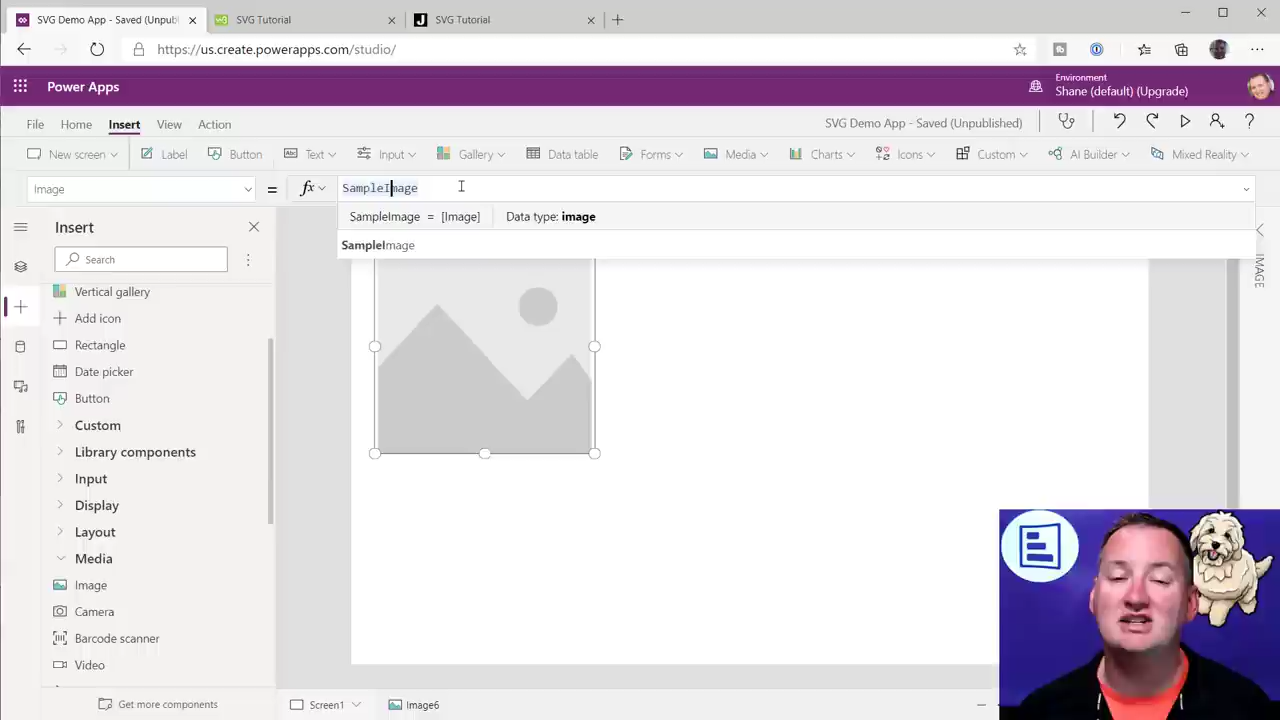 SVG Demo App - Saved (Unpubl
SVG Tutorial
SVG Tutorial
https://us.create.powerapps.com/studio/
Power Apps
Environment
Shane (default) (Upgrade)
File Home Insert View Action
SVG Demo App - Saved (Unpublished)
New screen Label Button Text Input Gallery Data table Forms Media Charts Icons Custom AI Builder Mixed Reality
Image = fx SampleImage
SampleImage = [Image] Data type: image
SampleImage
Insert
Search
Vertical gallery
Add icon
Rectangle
Date picker
Button
Custom
Library components
Input
Display
Layout
Media
Image
Camera
Barcode scanner
Video
IMAGE
Get more components
Screen1
Image6